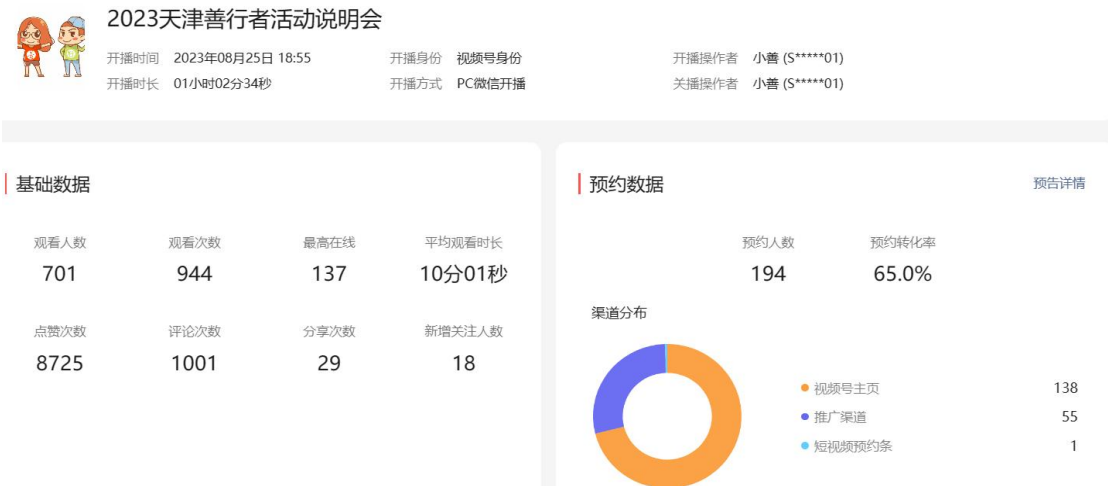 2023天津善行者活动说明会
开播时间 2023年08月25日 18:55 开播身份 视频号身份 开播操作者 小善 (S*****01)
开播时长 01小时02分34秒 开播方式 PC微信开播 关播操作者 小善 (S*****01)
基础数据
观看人数 观看次数 最高在线 平均观看时长
701 944 137 10分01秒
点赞次数 评论次数 分享次数 新增关注人数
8725 1001 29 18
预约数据 预告详情
预约人数 预约转化率
194 65.0%
渠道分布
视频号主页 138
推广渠道 55
短视频预约条 1